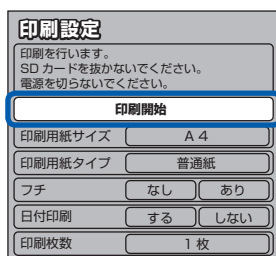 印刷設定
印刷を行います。
SD カードを抜かないでください。
電源を切らないでください。
印刷開始
印刷用紙サイズ A 4
印刷用紙タイプ 普通紙
フチ なし あり
日付印刷 する しない
印刷枚数 1 枚